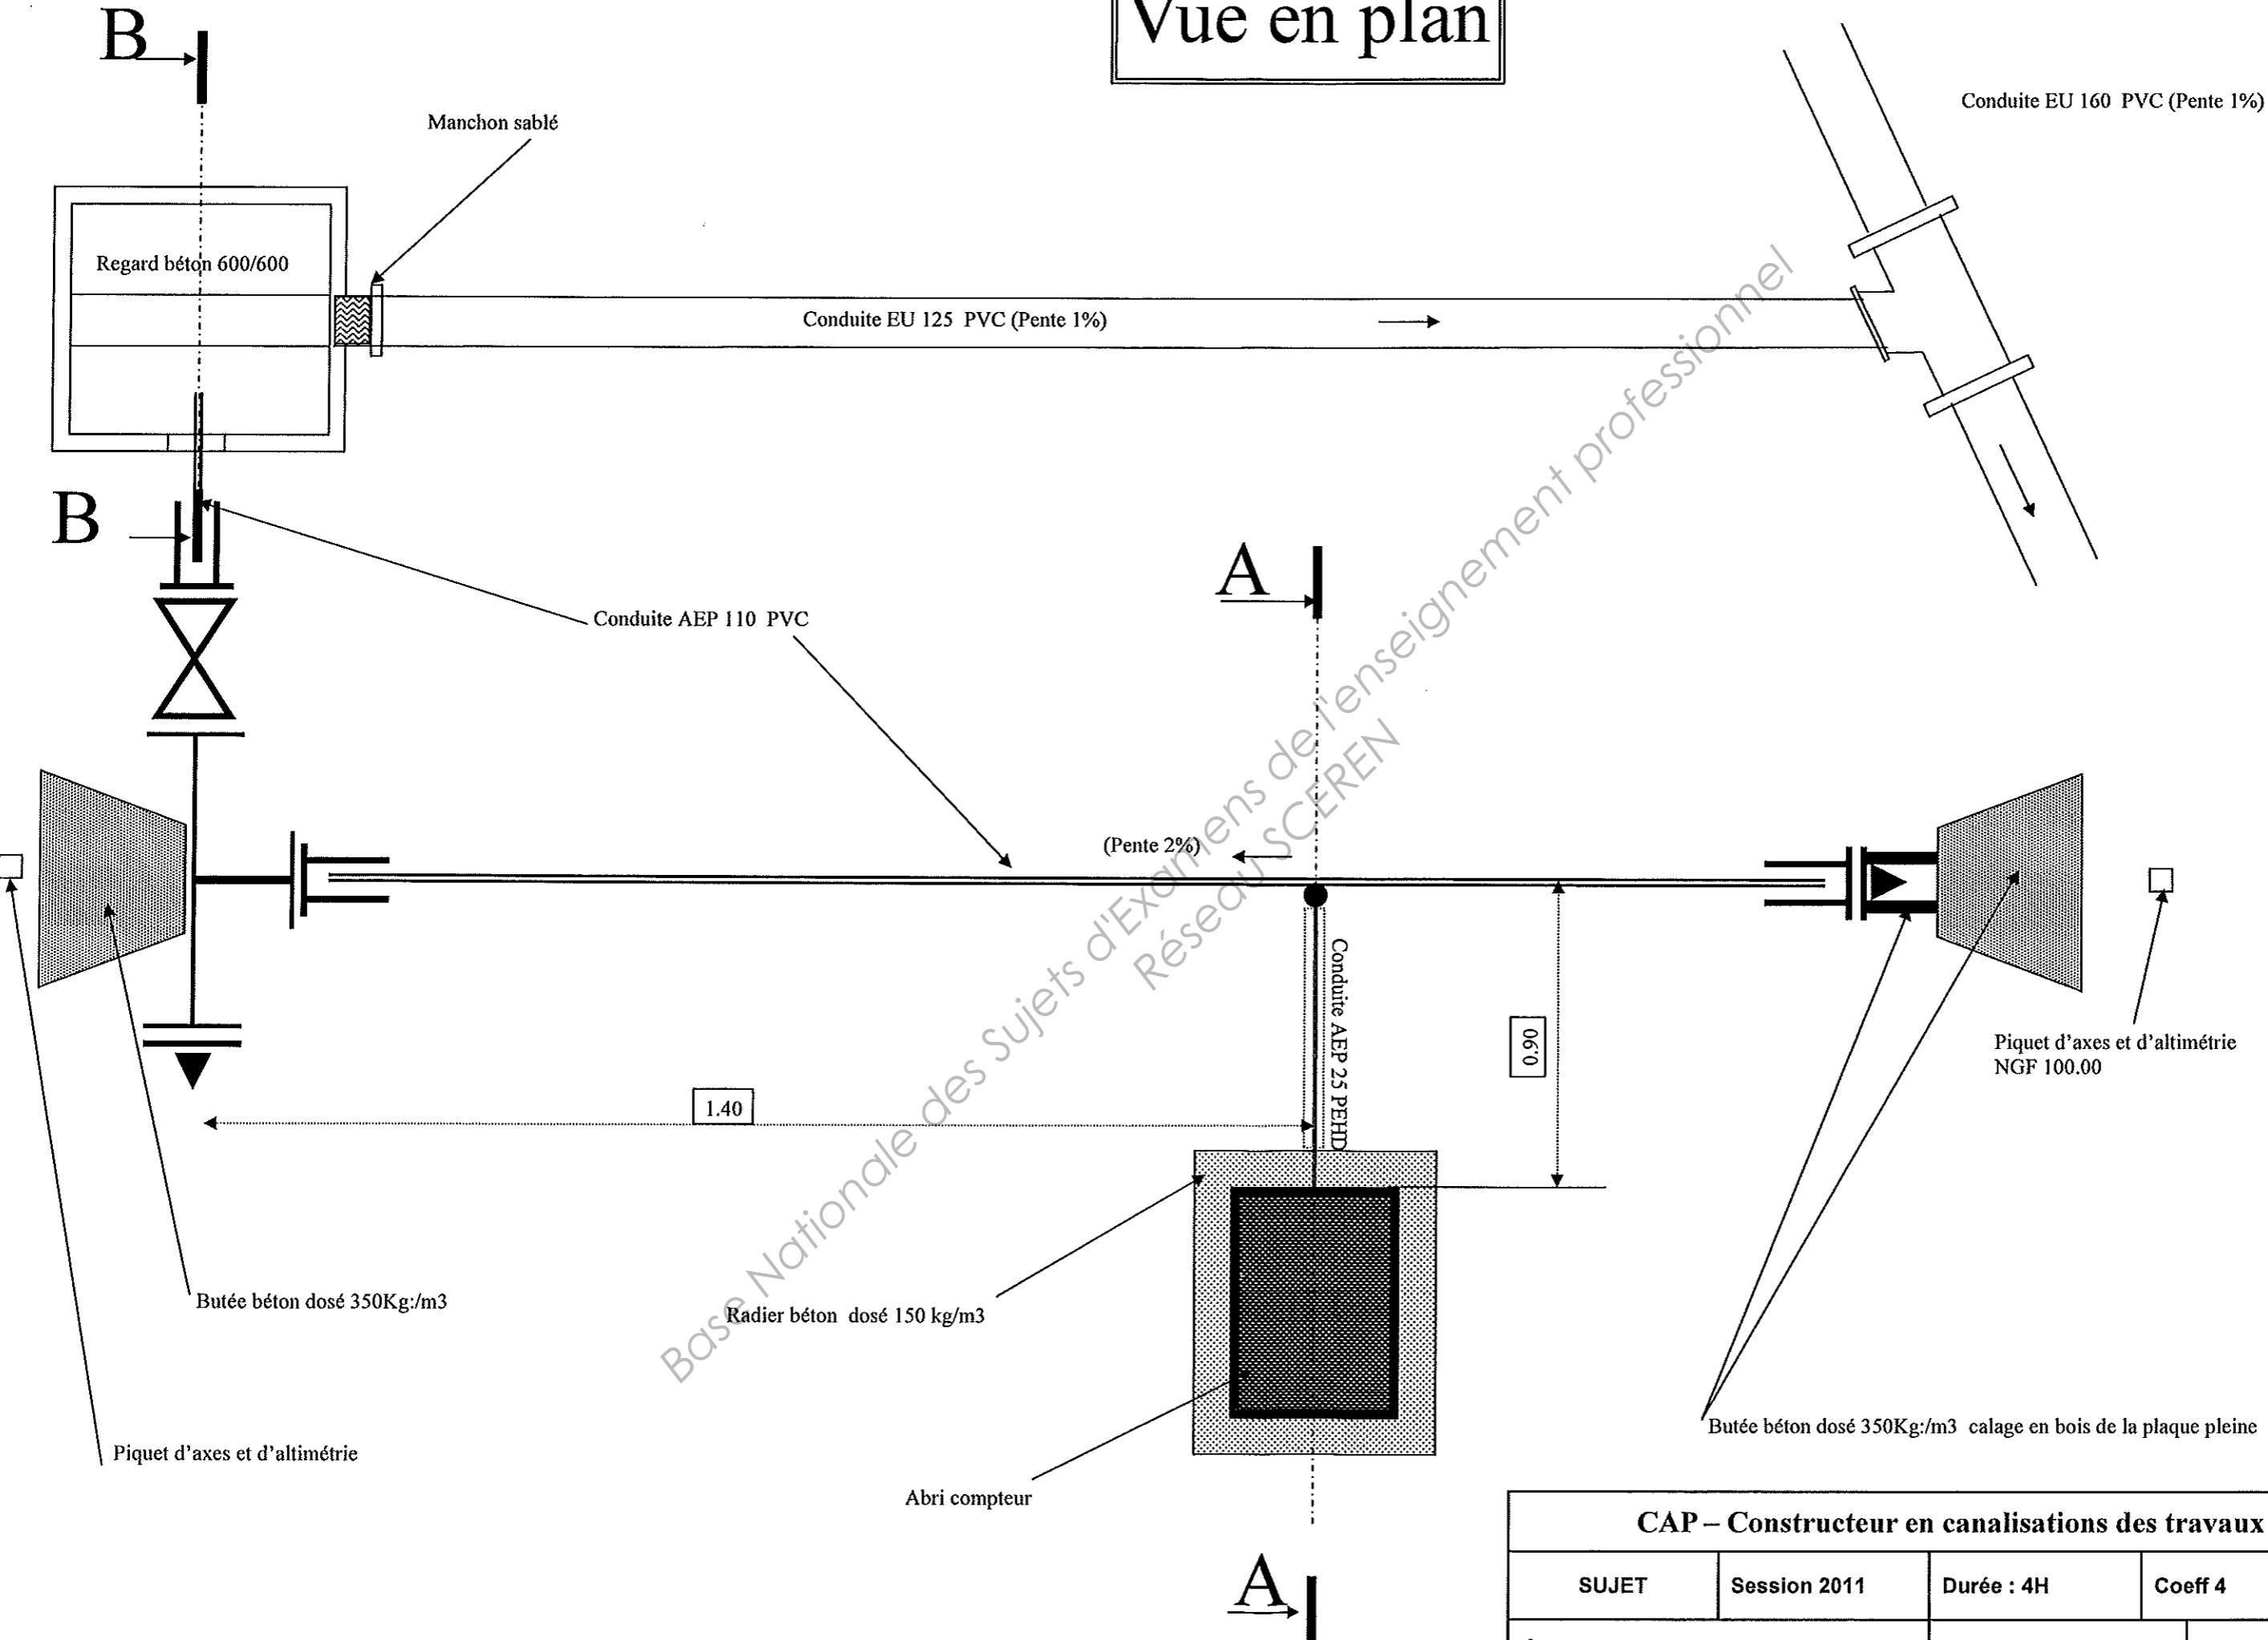 Vue en plan
B
Conduite EU 160 PVC (Pente 1%)
Manchon sablé
Regard béton 600/600
Conduite EU 125 PVC (Pente 1%)
B
A
Conduite AEP 110 PVC
(Pente 2%)
Conduite AEP 25 PEHD
0.90
Piquet d'axes et d'altimétrie
NGF 100.00
1.40
Butée béton dosé 350Kg:/m3
Radier béton dosé 150 kg/m3
Butée béton dosé 350Kg:/m3 calage en bois de la plaque pleine
Piquet d'axes et d'altimétrie
Abri compteur
A
Base Nationale des Sujets d'Examens de l'enseignement professionnel
Réseau SCEREN
CAP – Constructeur en canalisations des travaux
SUJET
Session 2011
Durée : 4H
Coeff 4